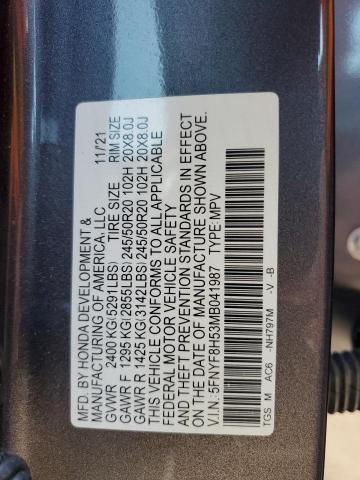 MFD. BY HONDA DEVELOPMENT &
MANUFACTURING OF AMERICA, LLC 11/21
GVWR 2400 KG(5291LBS) TIRE SIZE RIM SIZE
GAWR F 1295 KG(2855LBS) 245/50R20 102H 20X8.0J
GAWR R 1425 KG(3142LBS) 245/50R20 102H 20X8.0J
THIS VEHICLE CONFORMS TO ALL APPLICABLE
FEDERAL MOTOR VEHICLE SAFETY
AND THEFT PREVENTION STANDARDS IN EFFECT
ON THE DATE OF MANUFACTURE SHOWN ABOVE.
V.I.N: 5FNYF8H53MB041987 TYPE: MPV
TGS M AC6 -NH797M -V -B